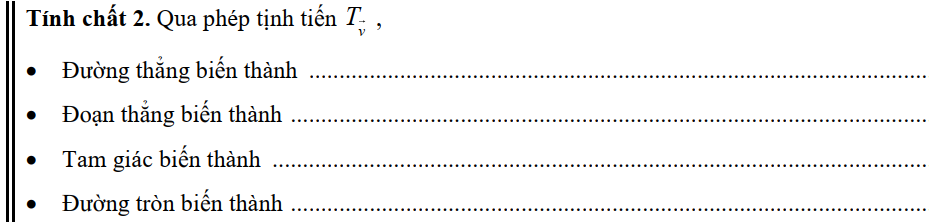 Tính chất 2. Qua phép tịnh tiến $T_{\vec{v}}$ ,
• Đường thẳng biến thành ........................................................................................................
• Đoạn thẳng biến thành ...........................................................................................................
• Tam giác biến thành ..............................................................................................................
• Đường tròn biến thành ...........................................................................................................